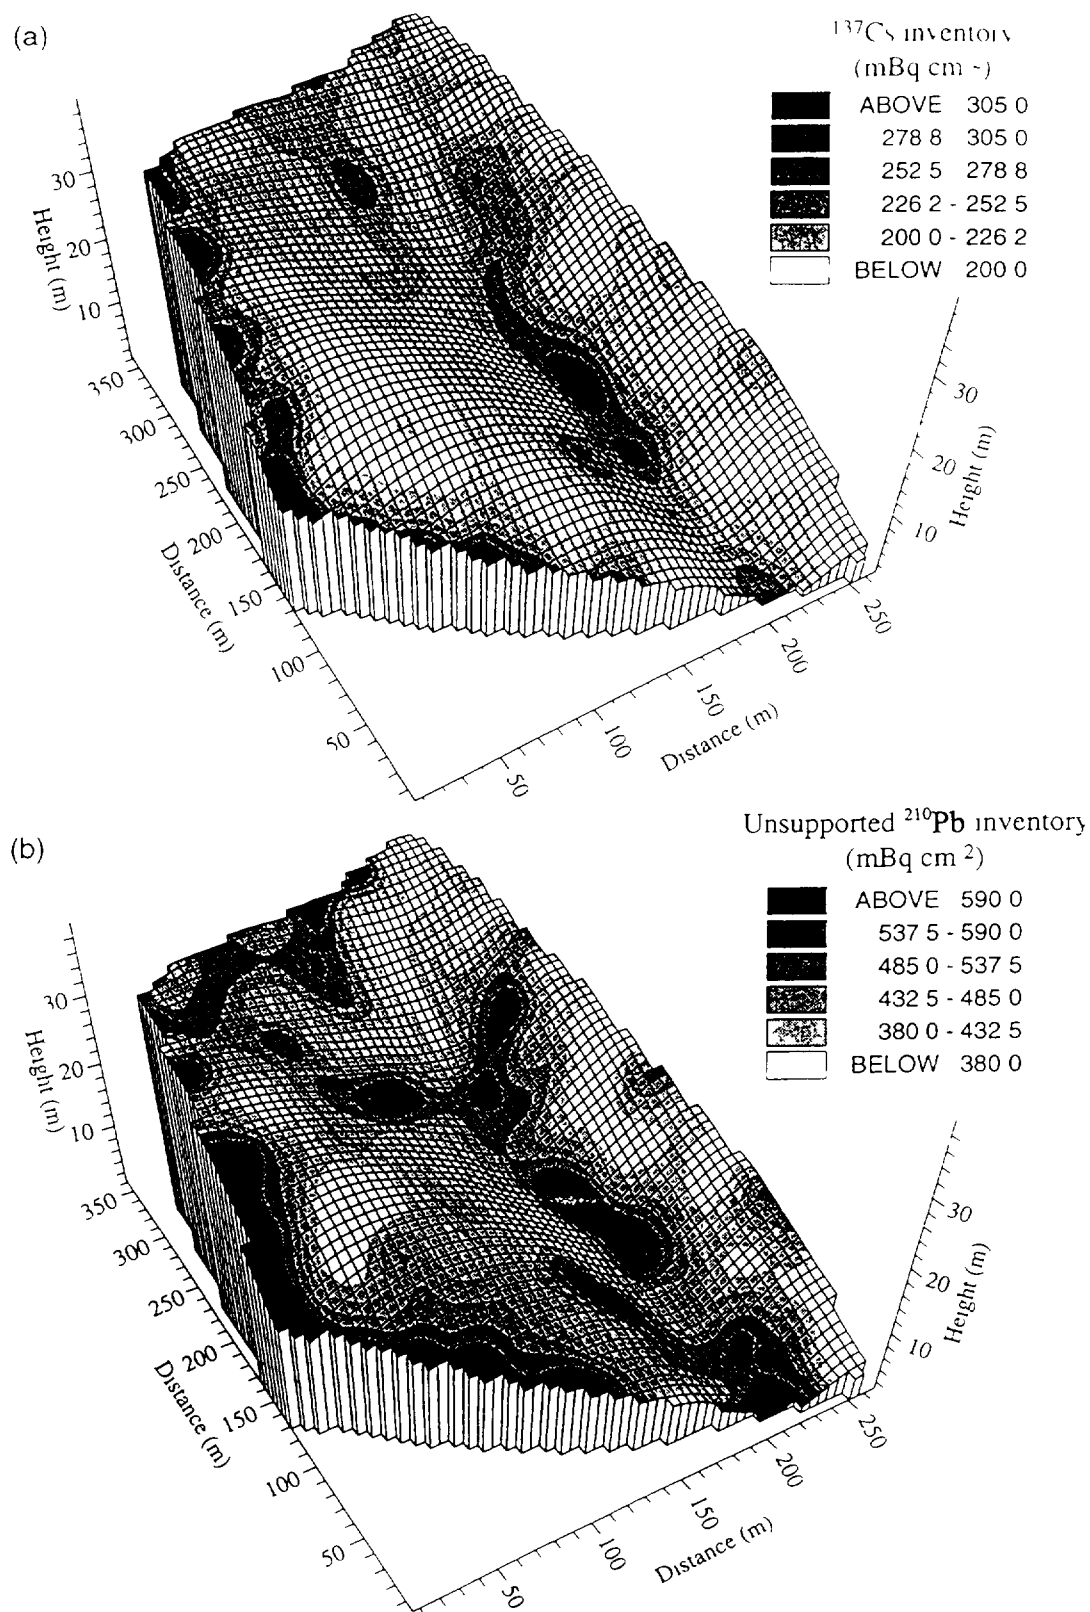 (a)
137Cs inventory
(mBq cm -)
ABOVE 305 0
278 8 305 0
252 5 278 8
226 2 - 252 5
200 0 - 226 2
BELOW 200 0
30
20
10
Height (m)
350
300
250
200
150
100
50
Distance (m)
50
100
150
200
250
Distance (m)
30
20
10
Height (m)
(b)
Unsupported 210Pb inventory
(mBq cm 2)
ABOVE 590 0
537 5 - 590 0
485 0 - 537 5
432 5 - 485 0
380 0 - 432 5
BELOW 380 0
30
20
10
Height (m)
350
300
250
200
150
100
50
Distance (m)
50
100
150
200
250
Distance (m)
30
20
10
Height (m)